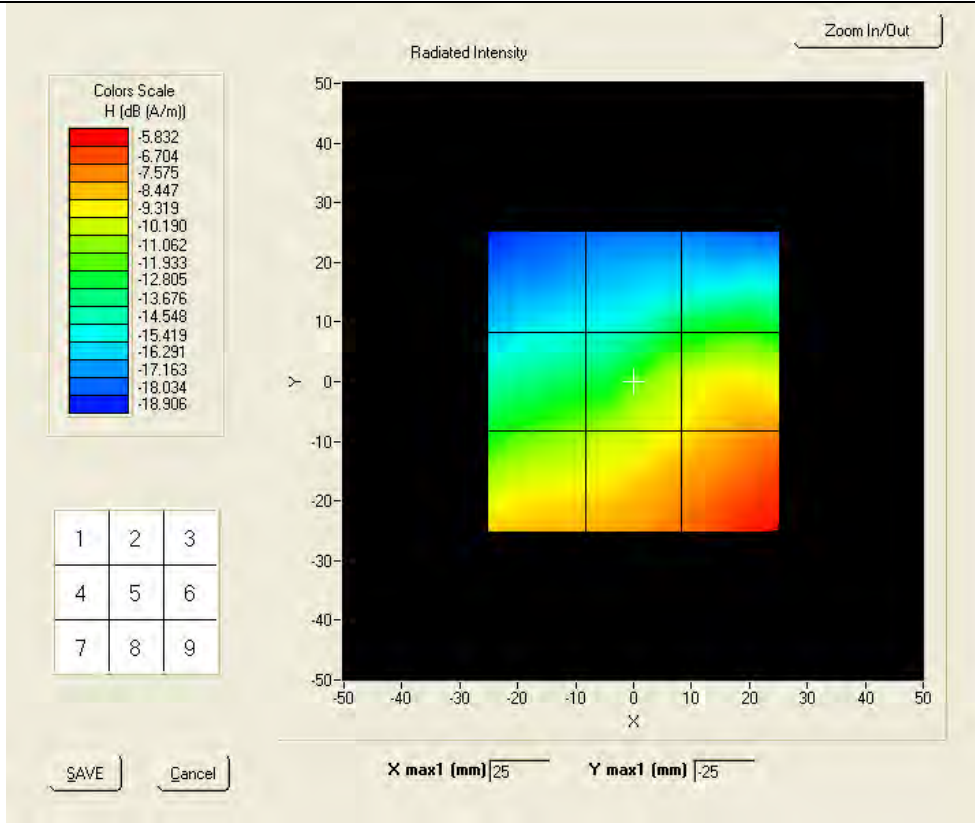 Zoom In/Out
Radiated Intensity
Colors Scale
H (dB (A/m))
-5.832
-6.704
-7.575
-8.447
-9.319
-10.190
-11.062
-11.933
-12.805
-13.676
-14.548
-15.419
-16.291
-17.163
-18.034
-18.906
50
40
30
20
10
0
-10
-20
-30
-40
-50
Y
-50 -40 -30 -20 -10 0 10 20 30 40 50
X
1 2 3
4 5 6
7 8 9
SAVE Cancel
X max1 (mm) 25 Y max1 (mm) -25